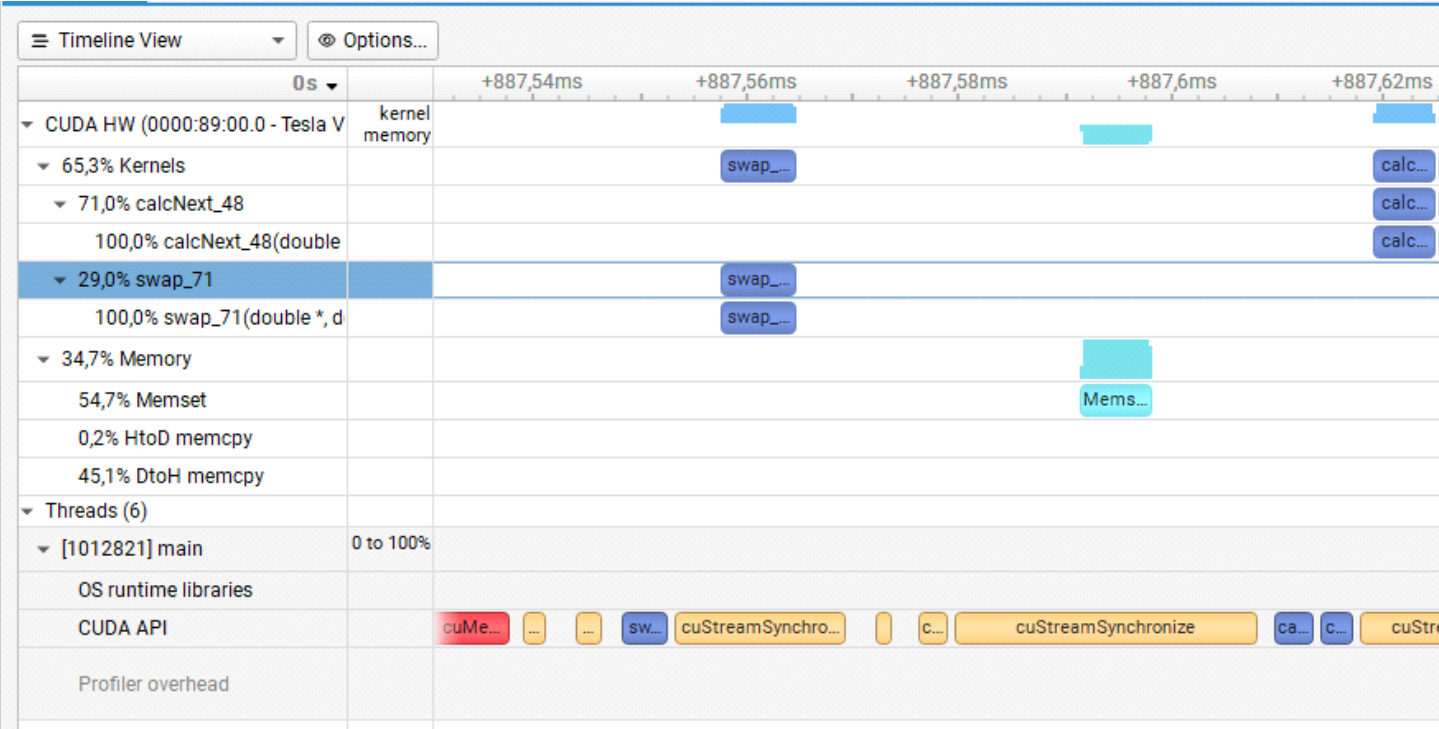 Timeline View Options...
0s +887,54ms +887,56ms +887,58ms +887,6ms +887,62ms
CUDA HW (0000:89:00.0 - Tesla V kernel
memory
65,3% Kernels swap_... calc...
71,0% calcNext_48 calc...
100,0% calcNext_48(double calc...
29,0% swap_71 swap_...
100,0% swap_71(double *, d swap_...
34,7% Memory
54,7% Memset Mems...
0,2% HtoD memcpy
45,1% DtoH memcpy
Threads (6)
[1012821] main 0 to 100%
OS runtime libraries
CUDA API cuMe... ... ... sw... cuStreamSynchro... c... cuStreamSynchronize ca... c... cuStr
Profiler overhead